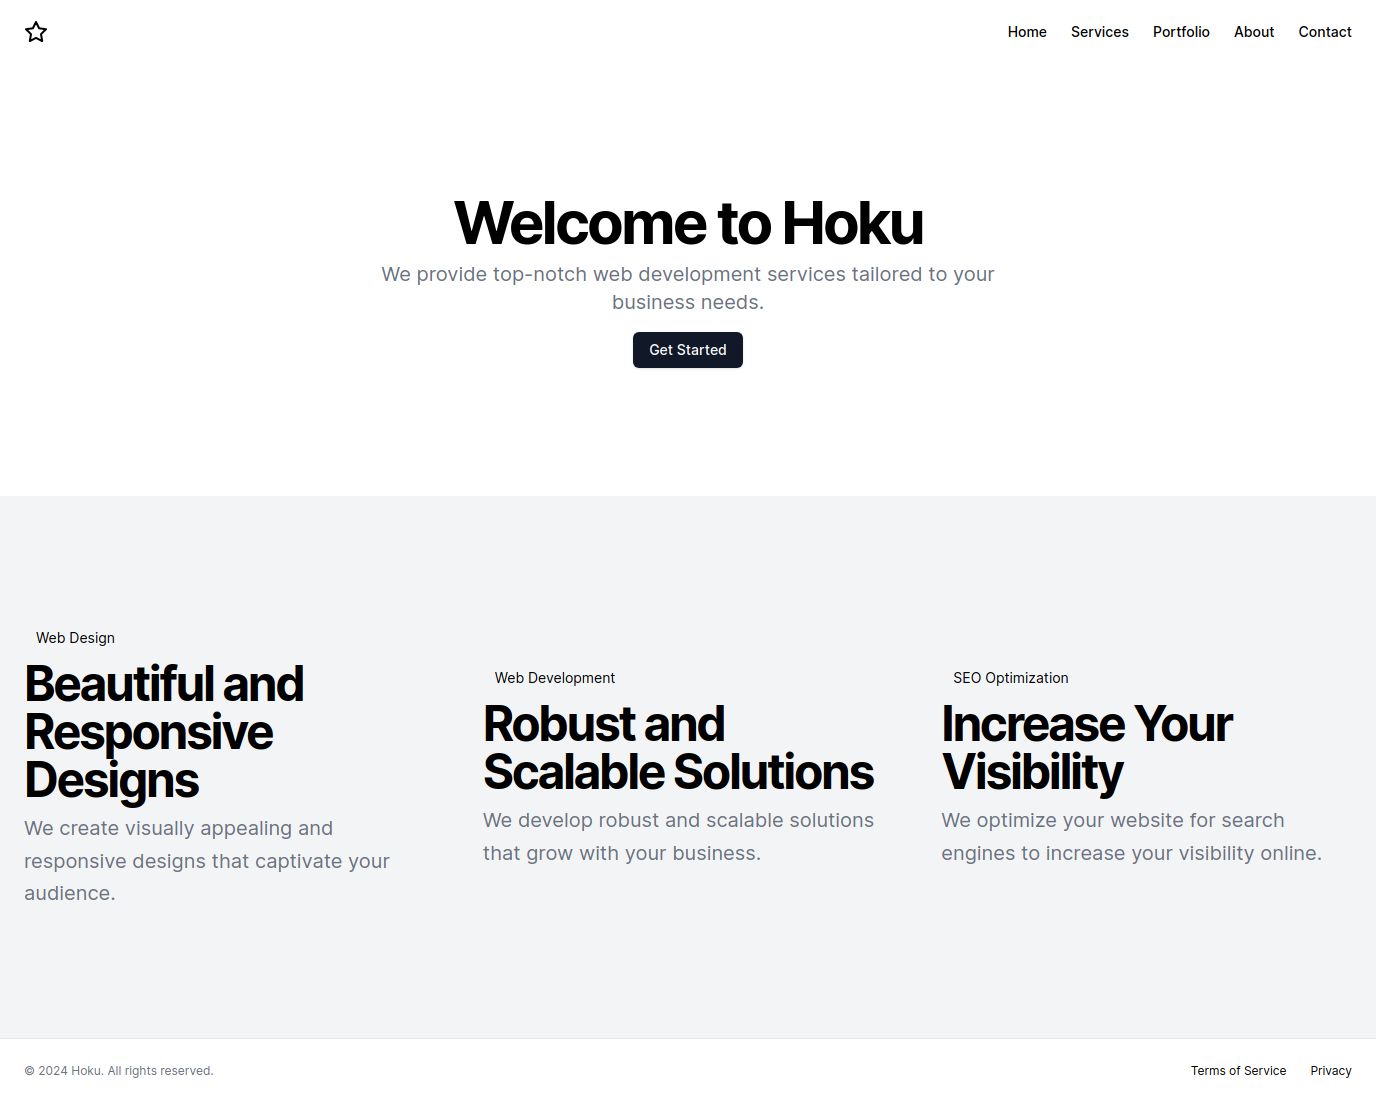 Home Services Portfolio About Contact
Welcome to Hoku
We provide top-notch web development services tailored to your
business needs.
Get Started
Web Design
Beautiful and
Responsive
Designs
We create visually appealing and
responsive designs that captivate your
audience.
Web Development
Robust and
Scalable Solutions
We develop robust and scalable solutions
that grow with your business.
SEO Optimization
Increase Your
Visibility
We optimize your website for search
engines to increase your visibility online.
© 2024 Hoku. All rights reserved.
Terms of Service Privacy